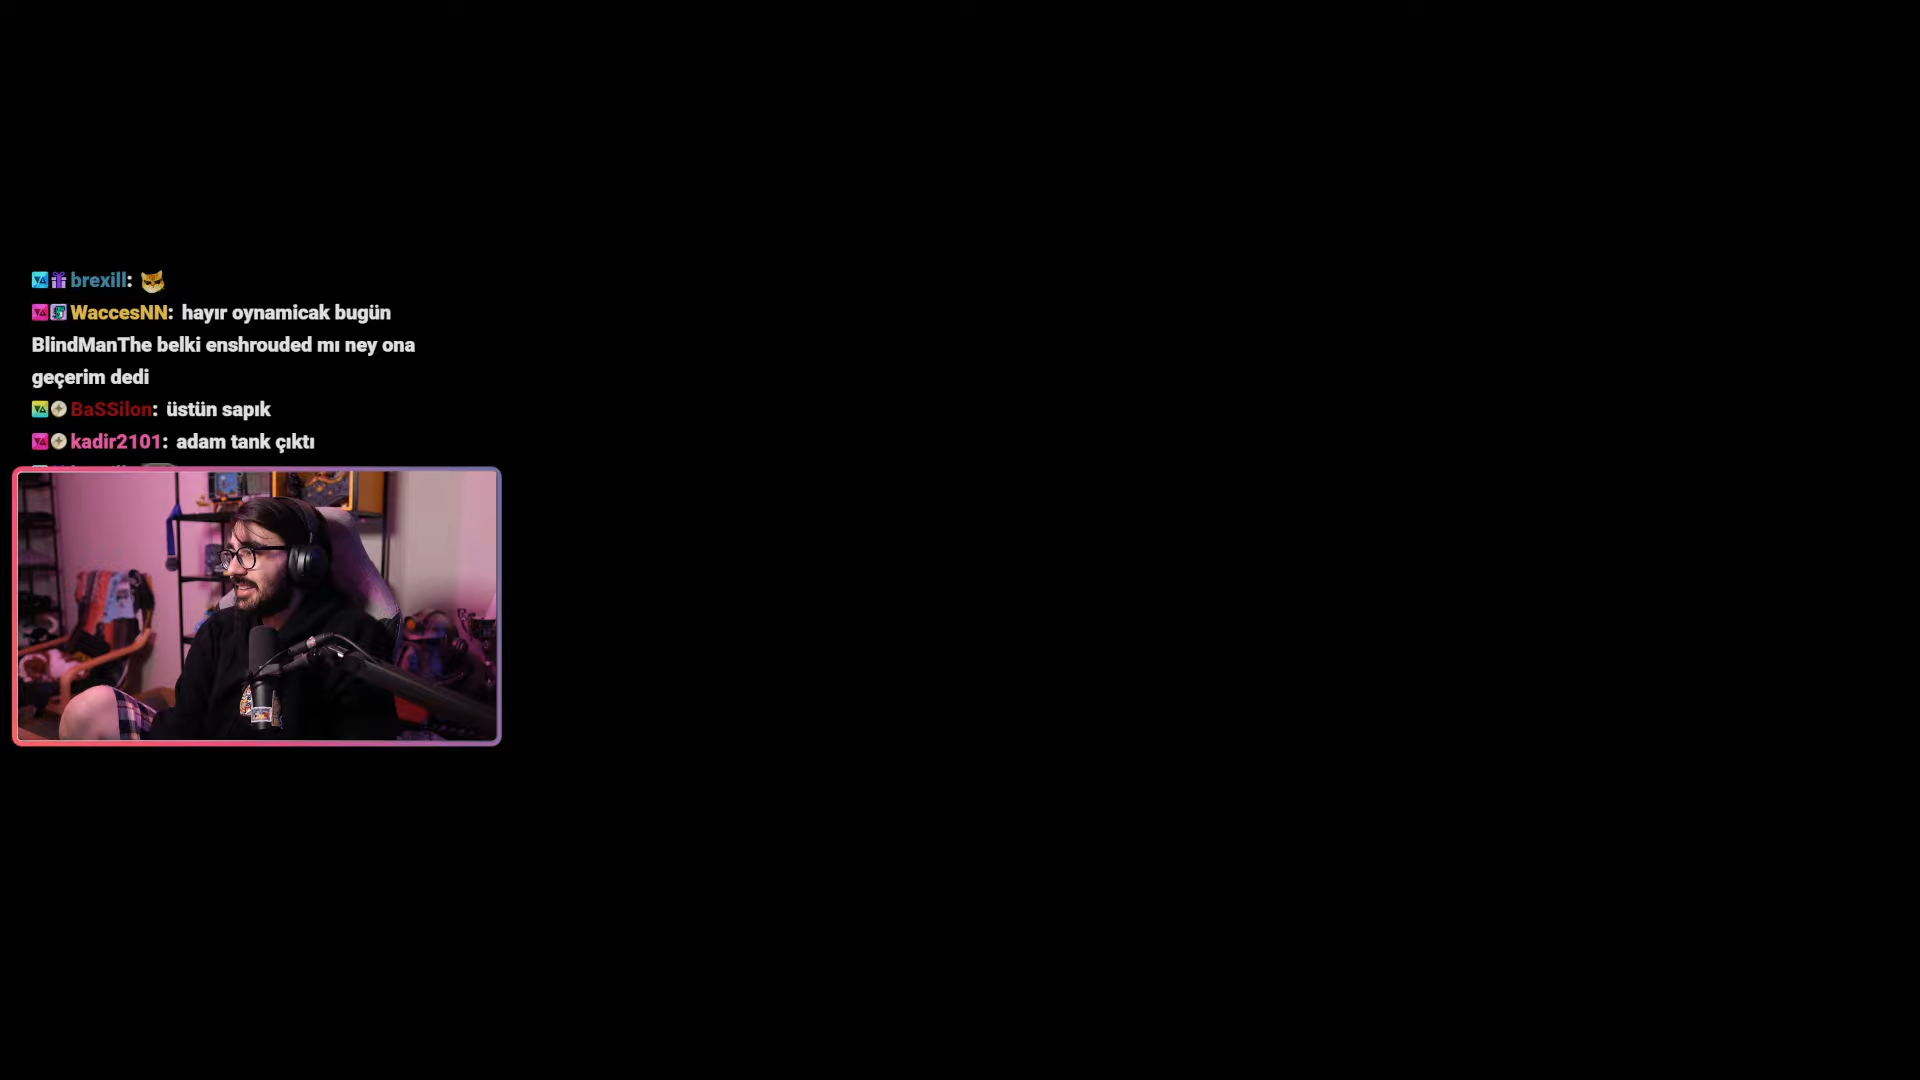 brexill:
WaccesNN: hayır oynamicak bugün
BlindManThe belki enshrouded mı ney ona
geçerim dedi
BaSSilon: üstün sapık
kadir2101: adam tank çıktı